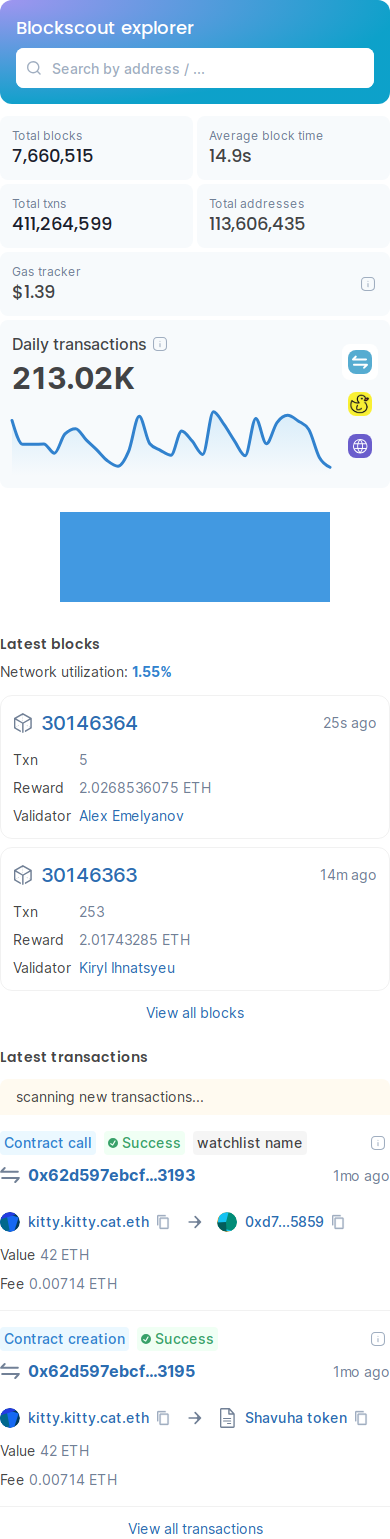 Blockscout explorer
Search by address / ...
Total blocks
7,660,515
Average block time
14.9s
Total txns
411,264,599
Total addresses
113,606,435
Gas tracker
$1.39
Daily transactions
213.02K
Latest blocks
Network utilization: 1.55%
30146364 25s ago
Txn 5
Reward 2.0268536075 ETH
Validator Alex Emelyanov
30146363 14m ago
Txn 253
Reward 2.01743285 ETH
Validator Kiryl Ihnatsyeu
View all blocks
Latest transactions
scanning new transactions...
Contract call Success watchlist name
0x62d597ebcf...3193 1mo ago
kitty.kitty.cat.eth 0xd7...5859
Value 42 ETH
Fee 0.00714 ETH
Contract creation Success
0x62d597ebcf...3195 1mo ago
kitty.kitty.cat.eth Shavuha token
Value 42 ETH
Fee 0.00714 ETH
View all transactions